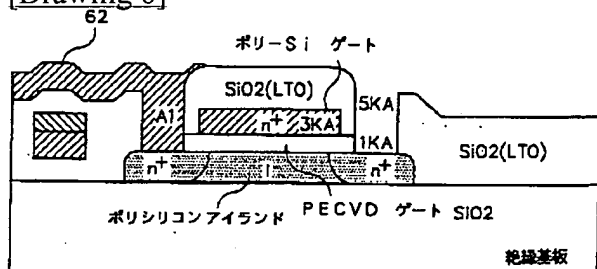 [Drawing 6]
62
ポリーSi ゲート
SiO2(LTO)
Al
n+ 3KA
5KA
1KA
SiO2(LTO)
n+ i n+
ポリシリコンアイランド
PECVD ゲート SiO2
絶縁基板